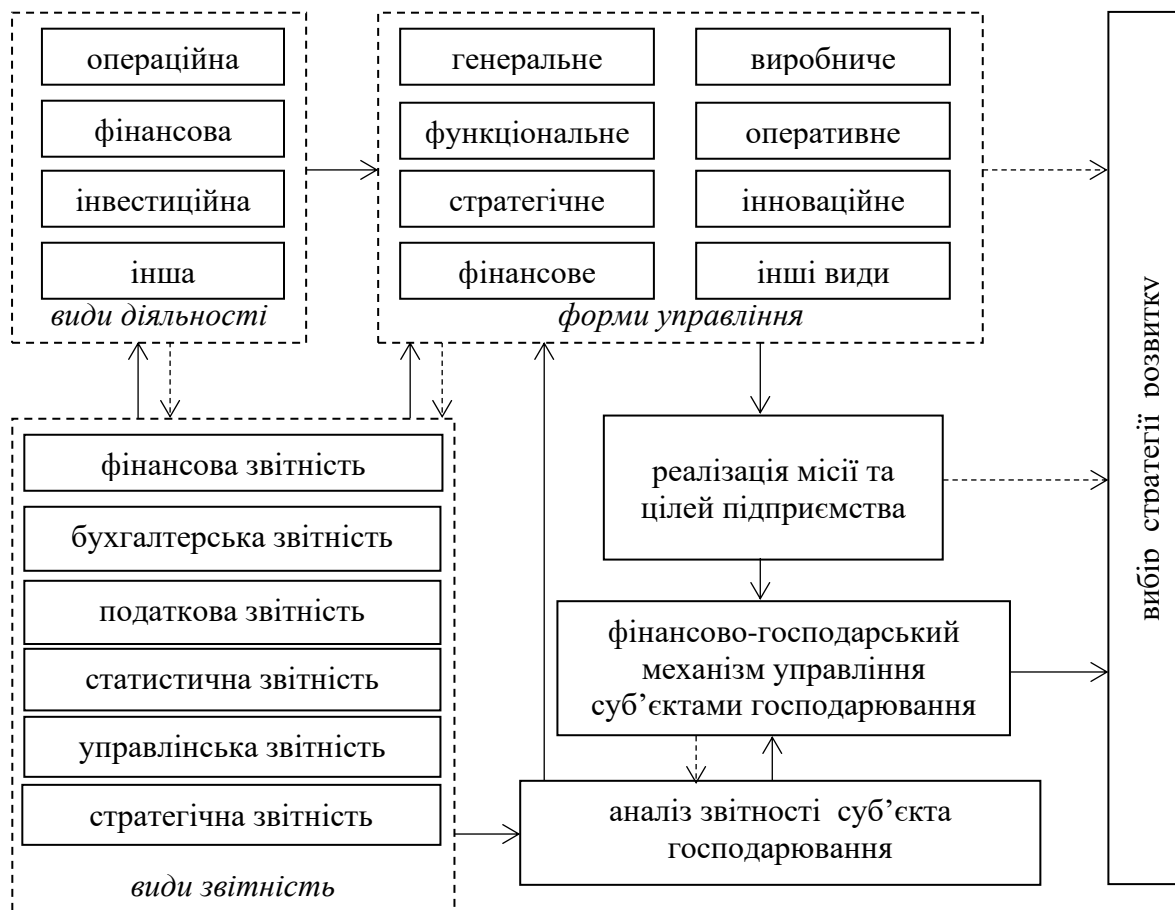 операційна
фінансова
інвестиційна
інша
види діяльності
генеральне
функціональне
стратегічне
фінансове
виробниче
оперативне
інноваційне
інші види
форми управління
фінансова звітність
бухгалтерська звітність
податкова звітність
статистична звітність
управлінська звітність
стратегічна звітність
види звітність
реалізація місії та
цілей підприємства
фінансово-господарський
механізм управління
суб’єктами господарювання
аналіз звітності суб’єкта
господарювання
вибір стратегії розвитку